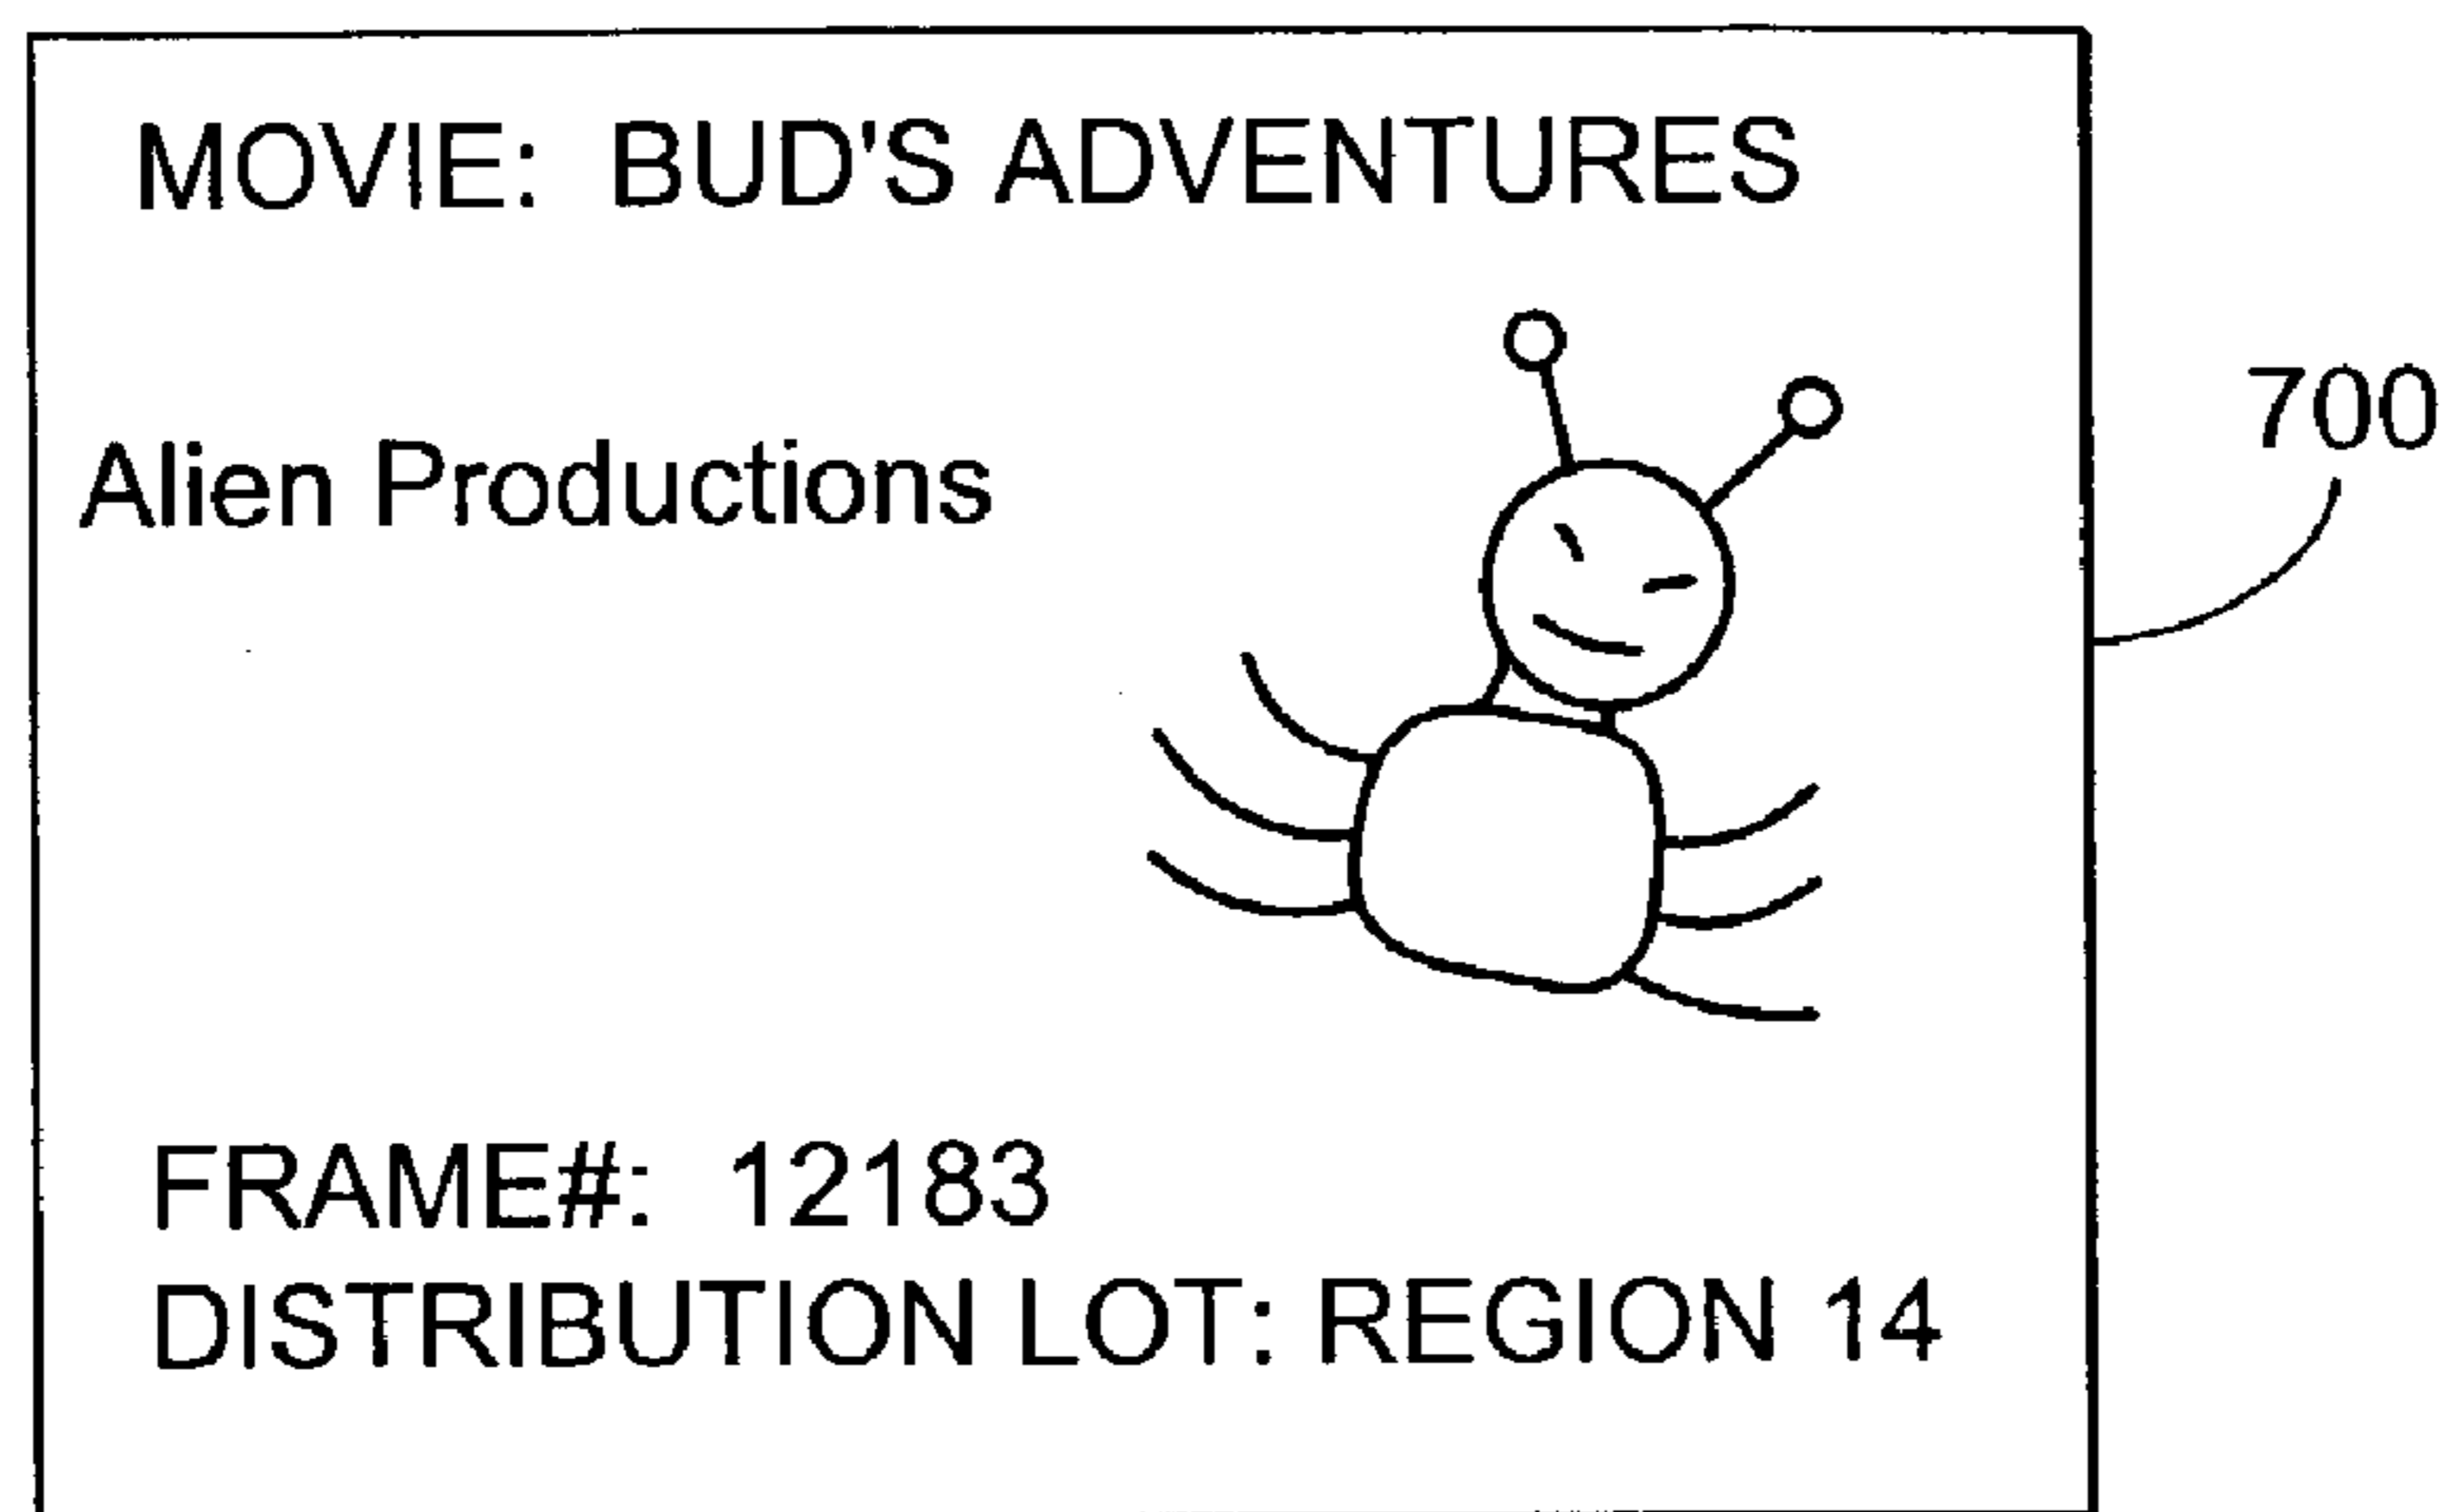 MOVIE: BUD'S ADVENTURES
700
Alien Productions
FRAME#: 12183
DISTRIBUTION LOT: REGION 14